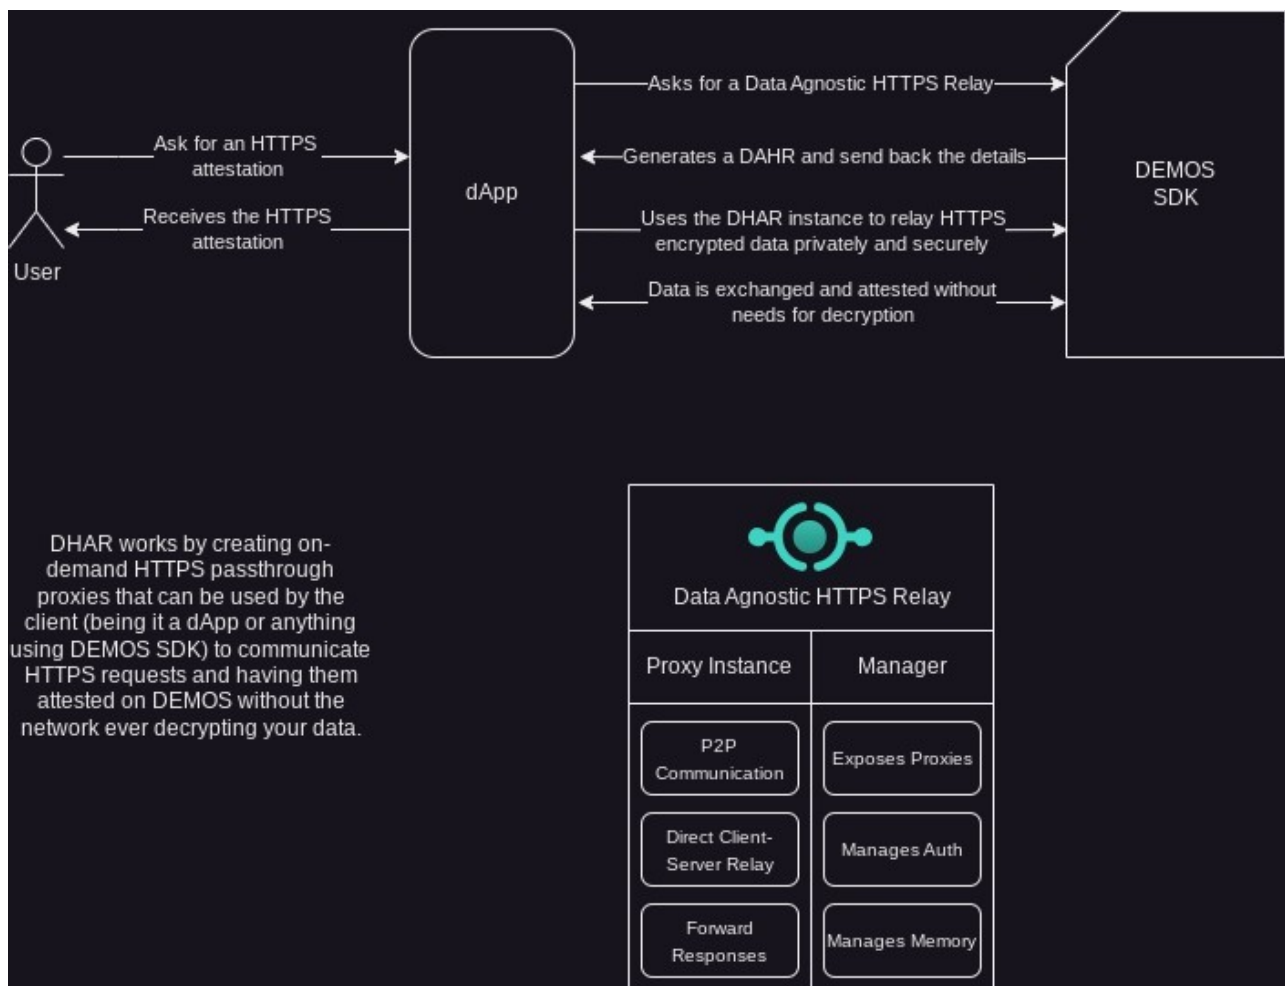 Ask for an HTTPS
attestation
Receives the HTTPS
attestation
User
dApp
Asks for a Data Agnostic HTTPS Relay
Generates a DAHR and send back the details
Uses the DHAR instance to relay HTTPS
encrypted data privately and securely
Data is exchanged and attested without
needs for decryption
DEMOS
SDK
DHAR works by creating on-
demand HTTPS passthrough
proxies that can be used by the
client (being it a dApp or anything
using DEMOS SDK) to communicate
HTTPS requests and having them
attested on DEMOS without the
network ever decrypting your data.
Data Agnostic HTTPS Relay
Proxy Instance
Manager
P2P
Communication
Exposes Proxies
Direct Client-
Server Relay
Manages Auth
Forward
Responses
Manages Memory